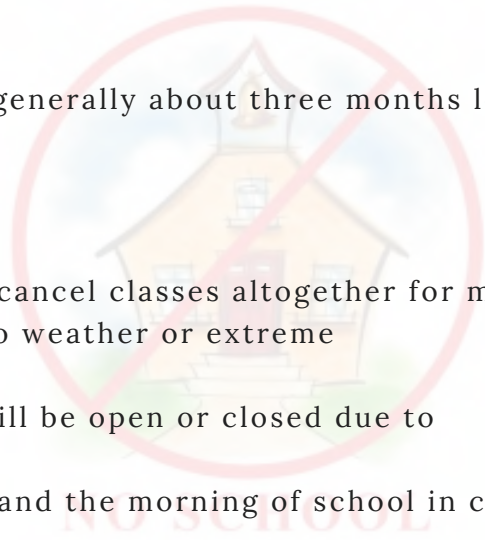 generally about three months l
cancel classes altogether for m
o weather or extreme
ill be open or closed due to
and the morning of school in c
NO SCHOOL